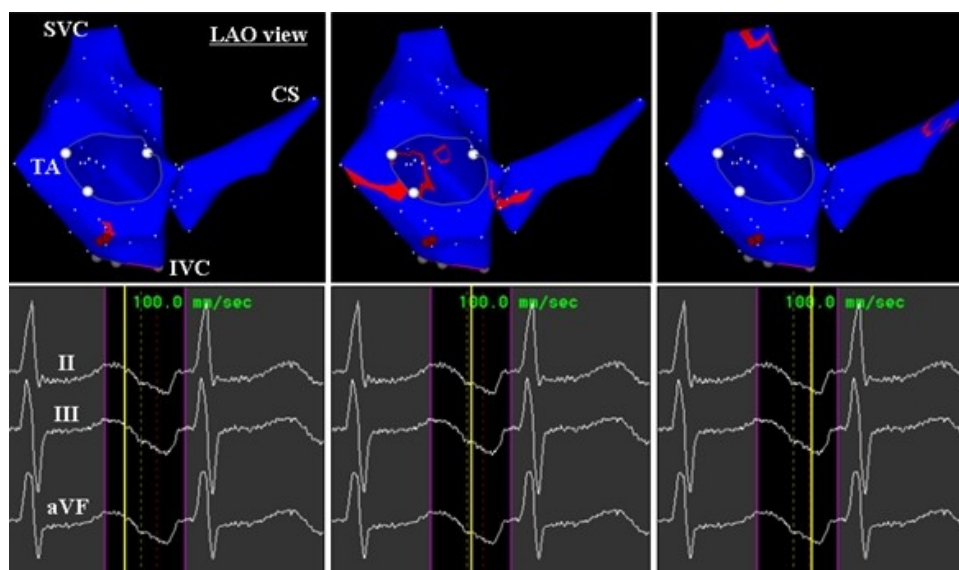 SVC
LAO view
CS
TA
IVC
100.0 mm/sec
100.0 mm/sec
100.0 mm/sec
II
III
aVF